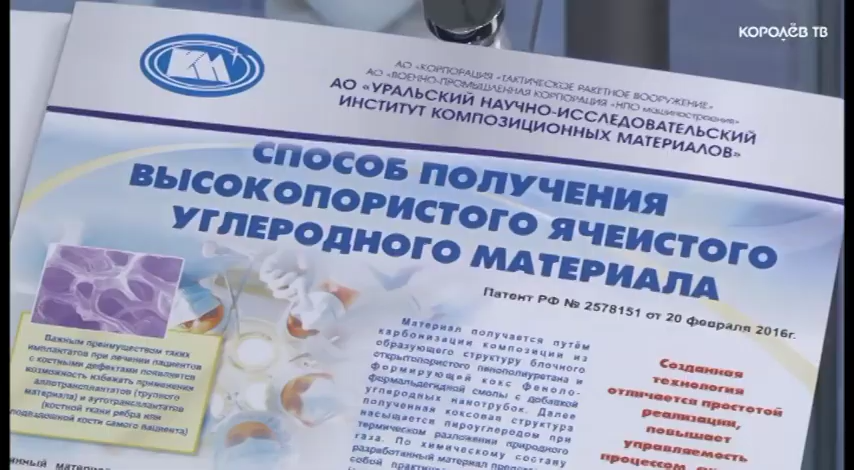 КОРОЛЁВ ТВ
АО «КОРПОРАЦИЯ «ТАКТИЧЕСКОЕ РАКЕТНОЕ ВООРУЖЕНИЕ»
АО «ВОЕННО-ПРОМЫШЛЕННАЯ КОРПОРАЦИЯ «НПО машиностроения»
АО «УРАЛЬСКИЙ НАУЧНО-ИССЛЕДОВАТЕЛЬСКИЙ
ИНСТИТУТ КОМПОЗИЦИОННЫХ МАТЕРИАЛОВ»
СПОСОБ ПОЛУЧЕНИЯ
ВЫСОКОПОРИСТОГО ЯЧЕИСТОГО
УГЛЕРОДНОГО МАТЕРИАЛА
Патент РФ № 2578151 от 20 февраля 2016г.
Важным преимуществом таких
имплантатов при лечении пациентов
с костными дефектами появляется
возможность избежать применения
аллотрансплантатов (трупного
материала) и аутотрансплантатов
(костной ткани ребра или
подвздошной кости самого пациента)
Материал получается путём
карбонизации композиции из
образующего структуру блочного
открытопористого пенополиуретана и
формирующей кокс феноло-
формальдегидной смолы с добавкой
углеродных нанотрубок. Далее
полученная коксовая структура
насыщается пироуглеродом при
термическом разложении природного
газа. По химическому составу
разработанный материал
собой
Созданная
технология
отличается простотой
реализации,
повышает
управляемость
процессом